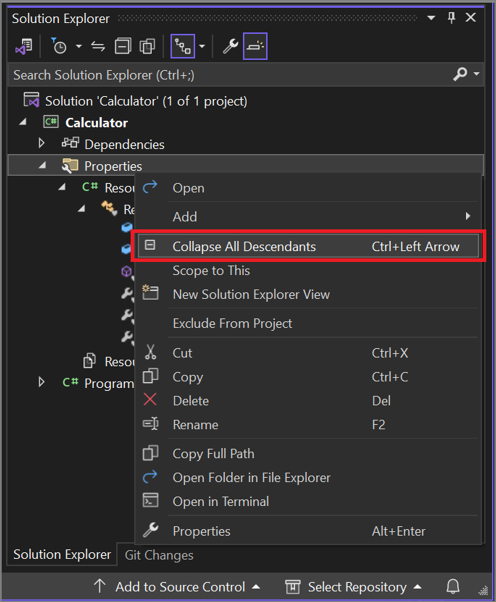 Solution Explorer
Search Solution Explorer (Ctrl+;)
Solution 'Calculator' (1 of 1 project)
C# Calculator
Dependencies
Properties
C# Resou
Re
Resou
C# Program
Open
Add
Collapse All Descendants Ctrl+Left Arrow
Scope to This
New Solution Explorer View
Exclude From Project
Cut Ctrl+X
Copy Ctrl+C
Delete Del
Rename F2
Copy Full Path
Open Folder in File Explorer
Open in Terminal
Properties Alt+Enter
Solution Explorer Git Changes
Add to Source Control Select Repository